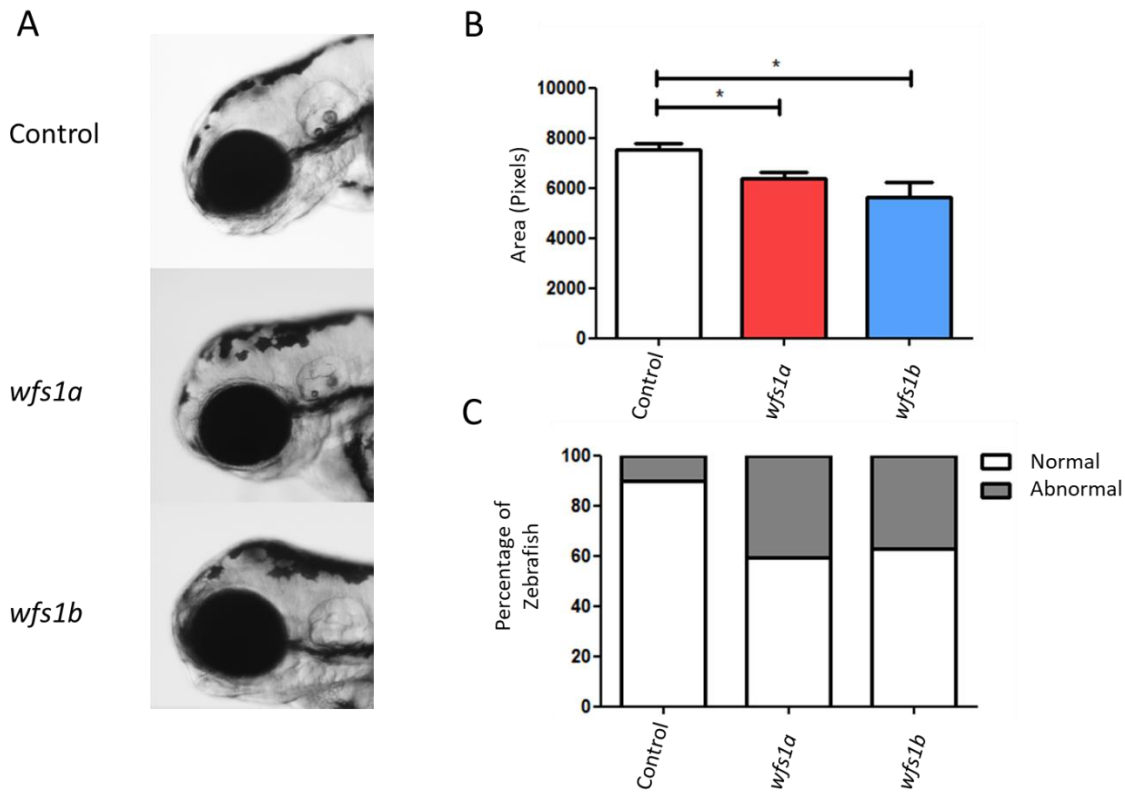 A
Control
wfs1a
wfs1b
B
*
*
Area (Pixels)
10000
8000
6000
4000
2000
0
Control
wfs1a
wfs1b
C
Percentage of
Zebrafish
100
80
60
40
20
0
Normal
Abnormal
Control
wfs1a
wfs1b